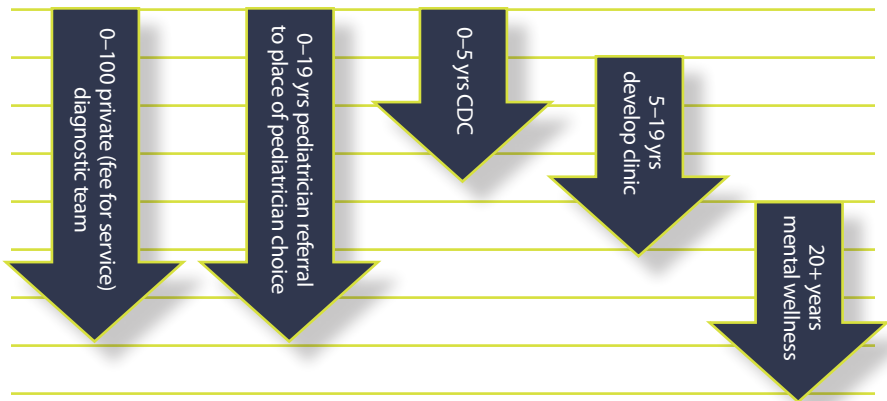 0–100 private (fee for service)
diagnostic team
0–19 yrs pediatrician referral
to place of pediatrician choice
0–5 yrs CDC
5–19 yrs
develop clinic
20+ years
mental wellness